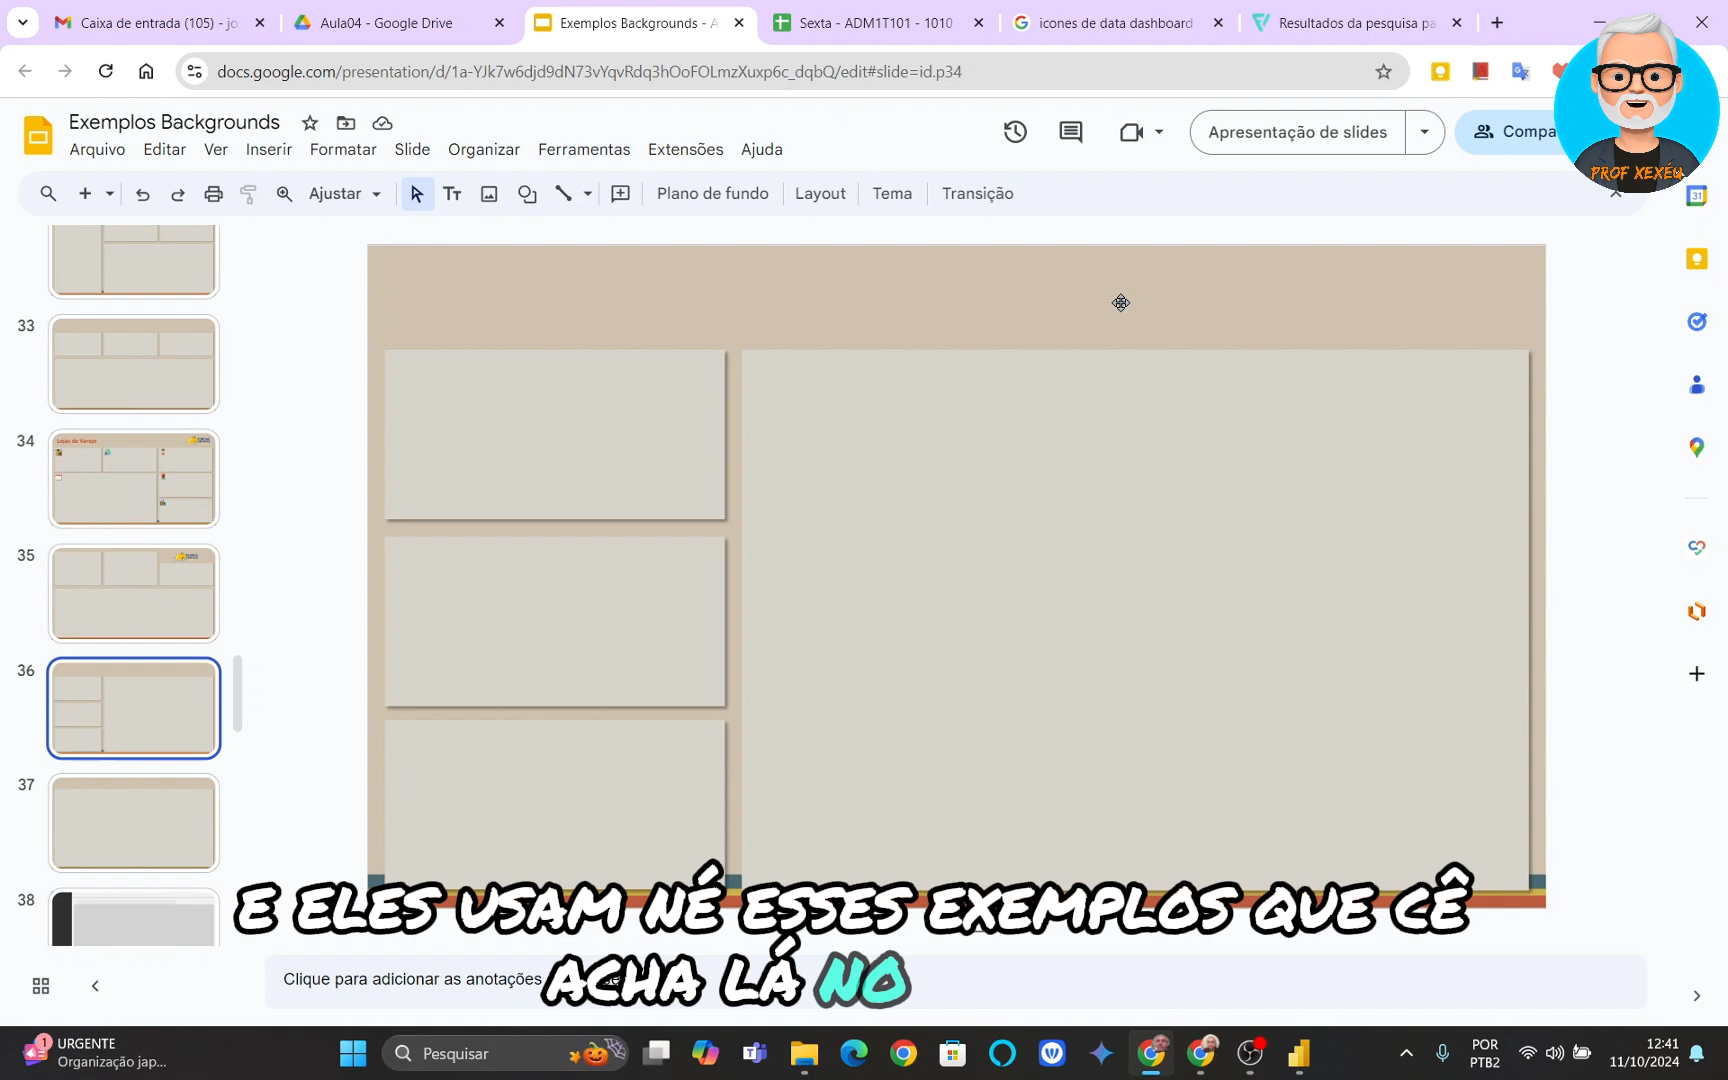 Caixa de entrada (105) - jo
Aula04 - Google Drive
Exemplos Backgrounds - A
Sexta - ADM1T101 - 1010
icones de data dashboard
Resultados da pesquisa pa
docs.google.com/presentation/d/1a-YJk7w6djd9dN73vYqvRdq3hOoFOLmzXuxp6c_dqbQ/edit#slide=id.p34
Exemplos Backgrounds
Arquivo Editar Ver Inserir Formatar Slide Organizar Ferramentas Extensões Ajuda
Apresentação de slides
Compa
PROF XEXÉU
31
Ajustar
Plano de fundo
Layout
Tema
Transição
33
34
Lojas de Varejo
35
36
37
38
E ELES USAM NÉ ESSES EXEMPLOS QUE CÊ
ACHA LÁ NO
Clique para adicionar as anotações
1
URGENTE
Organização jap...
Pesquisar
POR
PTB2
12:41
11/10/2024